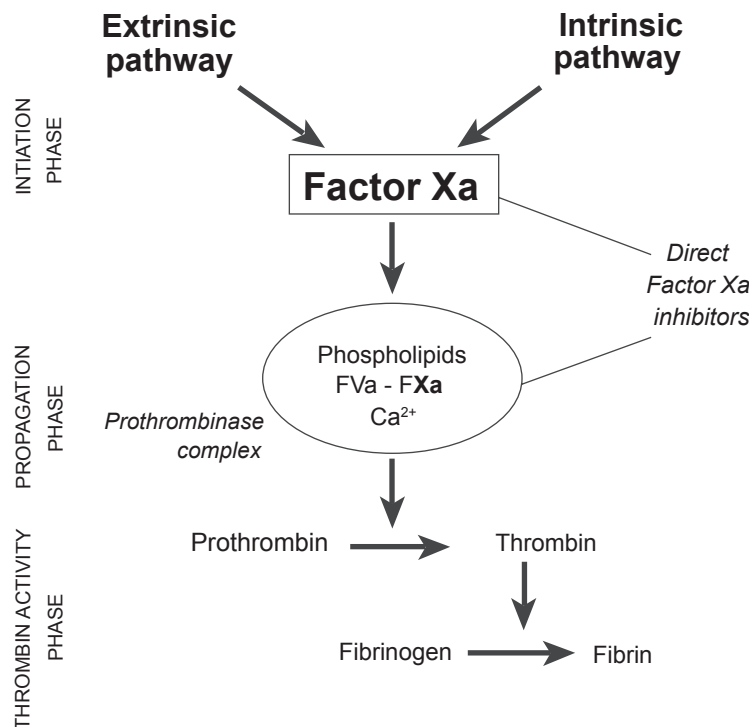 Extrinsic
pathway
Intrinsic
pathway
INTIATION
PHASE
Factor Xa
Direct
Factor Xa
inhibitors
Phospholipids
FVa - FXa
Ca²⁺
PROPAGATION
PHASE
Prothrombinase
complex
Prothrombin
Thrombin
THROMBIN ACTIVITY
PHASE
Fibrinogen
Fibrin